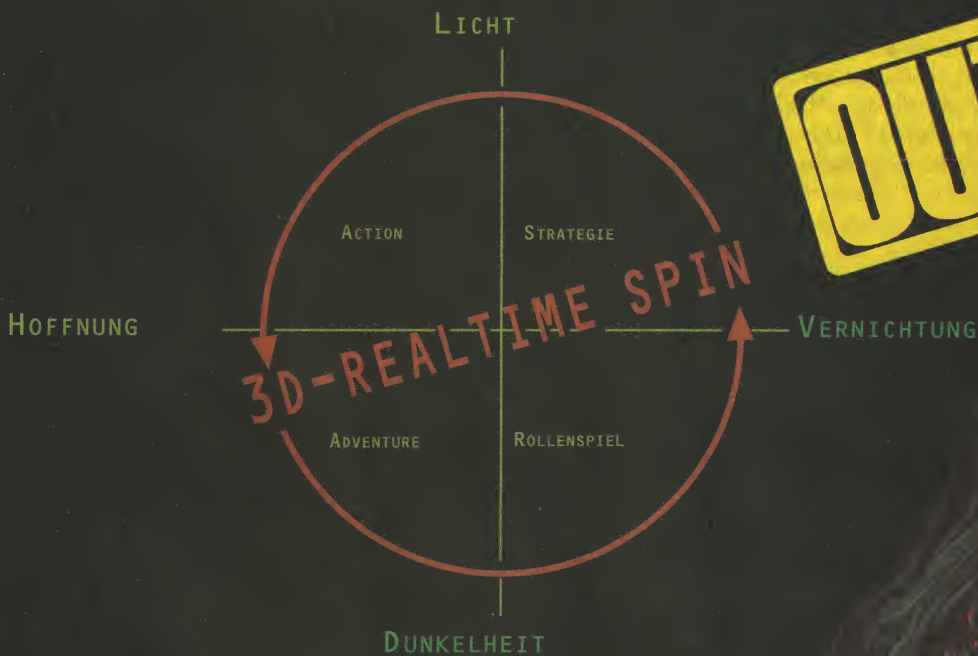 LICHT
ACTION
STRATEGIE
3D-REALTIME SPIN
HOFFNUNG
VERNICHTUNG
ADVENTURE
ROLLENSPIEL
DUNKELHEIT